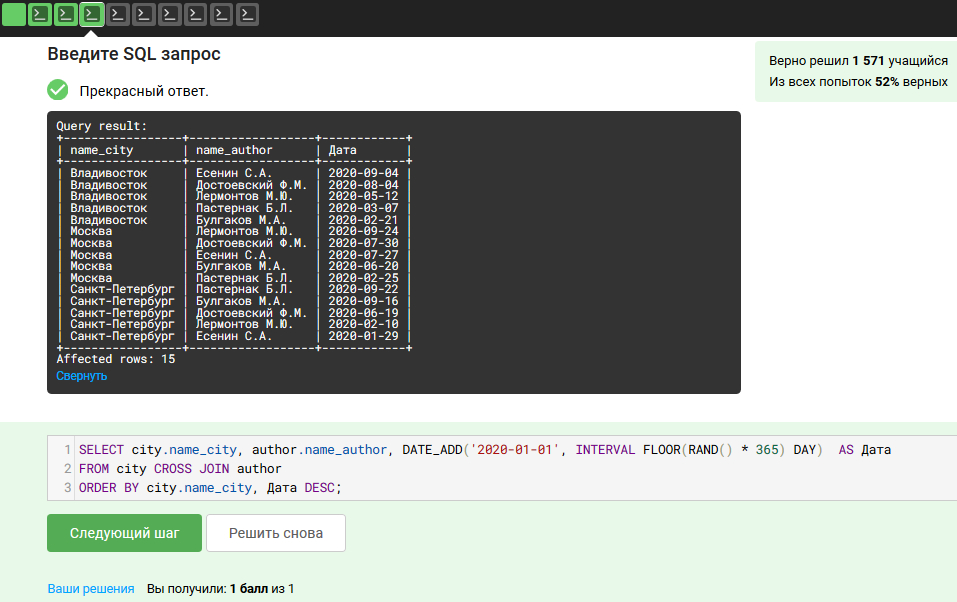 Введите SQL запрос
Верно решил 1 571 учащийся
Из всех попыток 52% верных
Прекрасный ответ.
Query result:
+-----------------+------------------+------------+
| name_city       | name_author      | Дата       |
+-----------------+------------------+------------+
| Владивосток     | Есенин С.А.      | 2020-09-04 |
| Владивосток     | Достоевский Ф.М. | 2020-08-04 |
| Владивосток     | Лермонтов М.Ю.   | 2020-05-12 |
| Владивосток     | Пастернак Б.Л.   | 2020-03-07 |
| Владивосток     | Булгаков М.А.    | 2020-02-21 |
| Москва          | Лермонтов М.Ю.   | 2020-09-24 |
| Москва          | Достоевский Ф.М. | 2020-07-30 |
| Москва          | Есенин С.А.      | 2020-07-27 |
| Москва          | Булгаков М.А.    | 2020-06-20 |
| Москва          | Пастернак Б.Л.   | 2020-02-25 |
| Санкт-Петербург | Пастернак Б.Л.   | 2020-09-22 |
| Санкт-Петербург | Булгаков М.А.    | 2020-09-16 |
| Санкт-Петербург | Достоевский Ф.М. | 2020-06-19 |
| Санкт-Петербург | Лермонтов М.Ю.   | 2020-02-10 |
| Санкт-Петербург | Есенин С.А.      | 2020-01-29 |
+-----------------+------------------+------------+
Affected rows: 15
Свернуть
1 SELECT city.name_city, author.name_author, DATE_ADD('2020-01-01', INTERVAL FLOOR(RAND() * 365) DAY)  AS Дата
2 FROM city CROSS JOIN author
3 ORDER BY city.name_city, Дата DESC;
Следующий шаг
Решить снова
Ваши решения Вы получили: 1 балл из 1